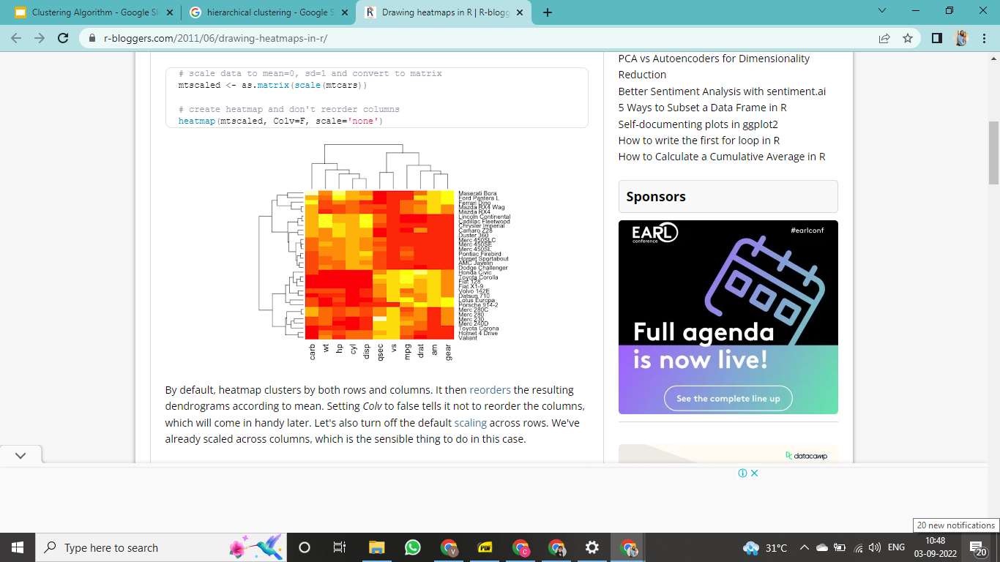 Clustering Algorithm - Google Sl
hierarchical clustering - Google S
Drawing heatmaps in R | R-blogg
r-bloggers.com/2011/06/drawing-heatmaps-in-r/
# scale data to mean=0, sd=1 and convert to matrix
mtscaled <- as.matrix(scale(mtcars))
# create heatmap and don't reorder columns
heatmap(mtscaled, Colv=F, scale='none')
Maserati Bora
Ford Pantera L
Ferrari Dino
Mazda RX4 Wag
Mazda RX4
Lincoln Continental
Cadillac Fleetwood
Chrysler Imperial
Camaro Z28
Duster 360
Merc 450SLC
Merc 450SE
Merc 450SL
Pontiac Firebird
Hornet Sportabout
AMC Javelin
Dodge Challenger
Honda Civic
Toyota Corolla
Fiat 128
Fiat X1-9
Volvo 142E
Datsun 710
Lotus Europa
Porsche 914-2
Merc 280C
Merc 280
Merc 230
Merc 240D
Toyota Corona
Hornet 4 Drive
Valiant
carb wt hp cyl disp qsec vs mpg drat am gear
By default, heatmap clusters by both rows and columns. It then reorders the resulting
dendrograms according to mean. Setting Colv to false tells it not to reorder the columns,
which will come in handy later. Let's also turn off the default scaling across rows. We've
already scaled across columns, which is the sensible thing to do in this case.
PCA vs Autoencoders for Dimensionality
Reduction
Better Sentiment Analysis with sentiment.ai
5 Ways to Subset a Data Frame in R
Self-documenting plots in ggplot2
How to write the first for loop in R
How to Calculate a Cumulative Average in R
Sponsors
EARL
conference
#earlconf
Full agenda
is now live!
See the complete line up
datacamp
20 new notifications
Type here to search
V
PDF
C
31°C
ENG
10:48
03-09-2022
20